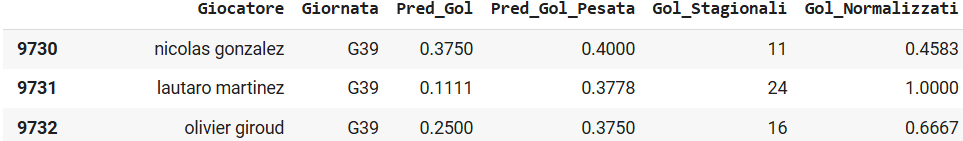 Giocatore Giornata Pred_Gol Pred_Gol_Pesata Gol_Stagionali Gol_Normalizzati
9730 nicolas gonzalez G39 0.3750 0.4000 11 0.4583
9731 lautaro martinez G39 0.1111 0.3778 24 1.0000
9732 olivier giroud G39 0.2500 0.3750 16 0.6667